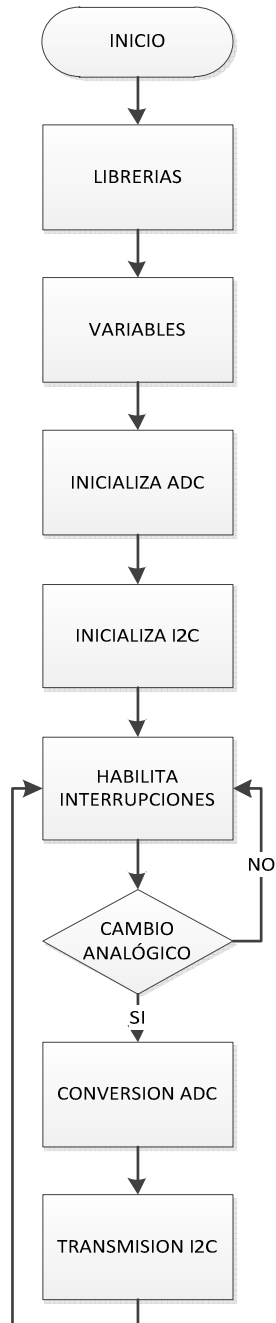 INICIO
LIBRERIAS
VARIABLES
INICIALIZA ADC
INICIALIZA I2C
HABILITA
INTERRUPCIONES
NO
CAMBIO
ANALÓGICO
SI
CONVERSION ADC
TRANSMISION I2C